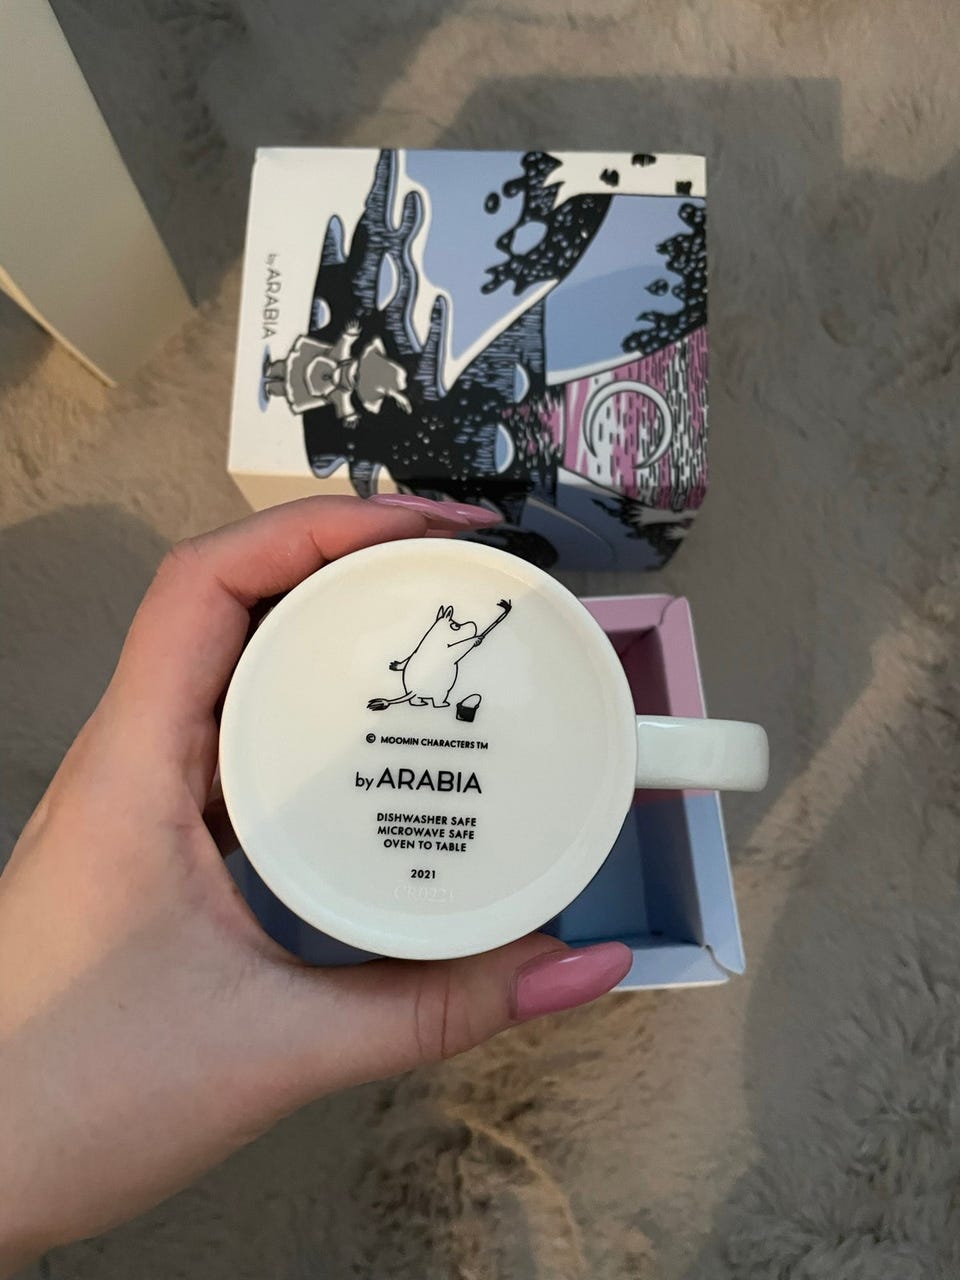 by ARABIA
© MOOMIN CHARACTERS TM
by ARABIA
DISHWASHER SAFE
MICROWAVE SAFE
OVEN TO TABLE
2021